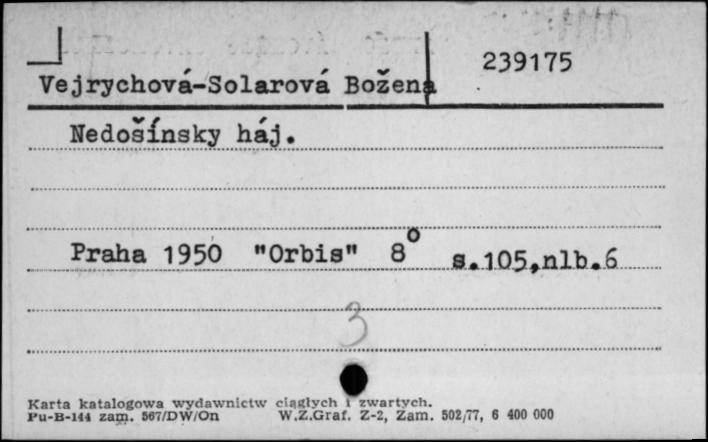 239175
Vejrychová-Solarová Božena
Nedošínsky háj.
Praha 1950 "Orbis" 8° s.105,nlb.6
3
Karta katalogowa wydawnictw ciągłych i zwartych.
Pu-B-144 zam. 567/DW/On W.Z.Graf. Z-2, Zam. 502/77, 6 400 000